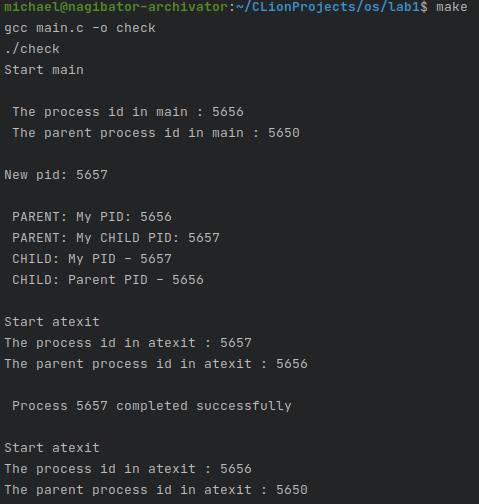 michael@nagibator-archivator:~/CLionProjects/os/lab1$ make
gcc main.c -o check
./check
Start main
The process id in main : 5656
The parent process id in main : 5650
New pid: 5657
PARENT: My PID: 5656
PARENT: My CHILD PID: 5657
CHILD: My PID - 5657
CHILD: Parent PID - 5656
Start atexit
The process id in atexit : 5657
The parent process id in atexit : 5656
Process 5657 completed successfully
Start atexit
The process id in atexit : 5656
The parent process id in atexit : 5650